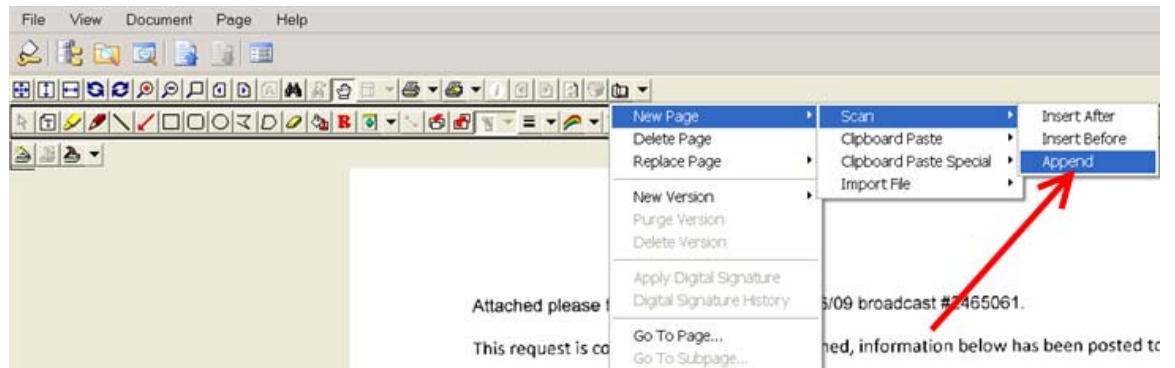 File View Document Page Help
New Page Scan Insert After
Delete Page Clipboard Paste Insert Before
Replace Page Clipboard Paste Special Append
Import File
New Version
Purge Version
Delete Version
Apply Digital Signature
Digital Signature History
Attached please /09 broadcast #2465061.
Go To Page...
This request is co ned, information below has been posted to
Go To Subpage...